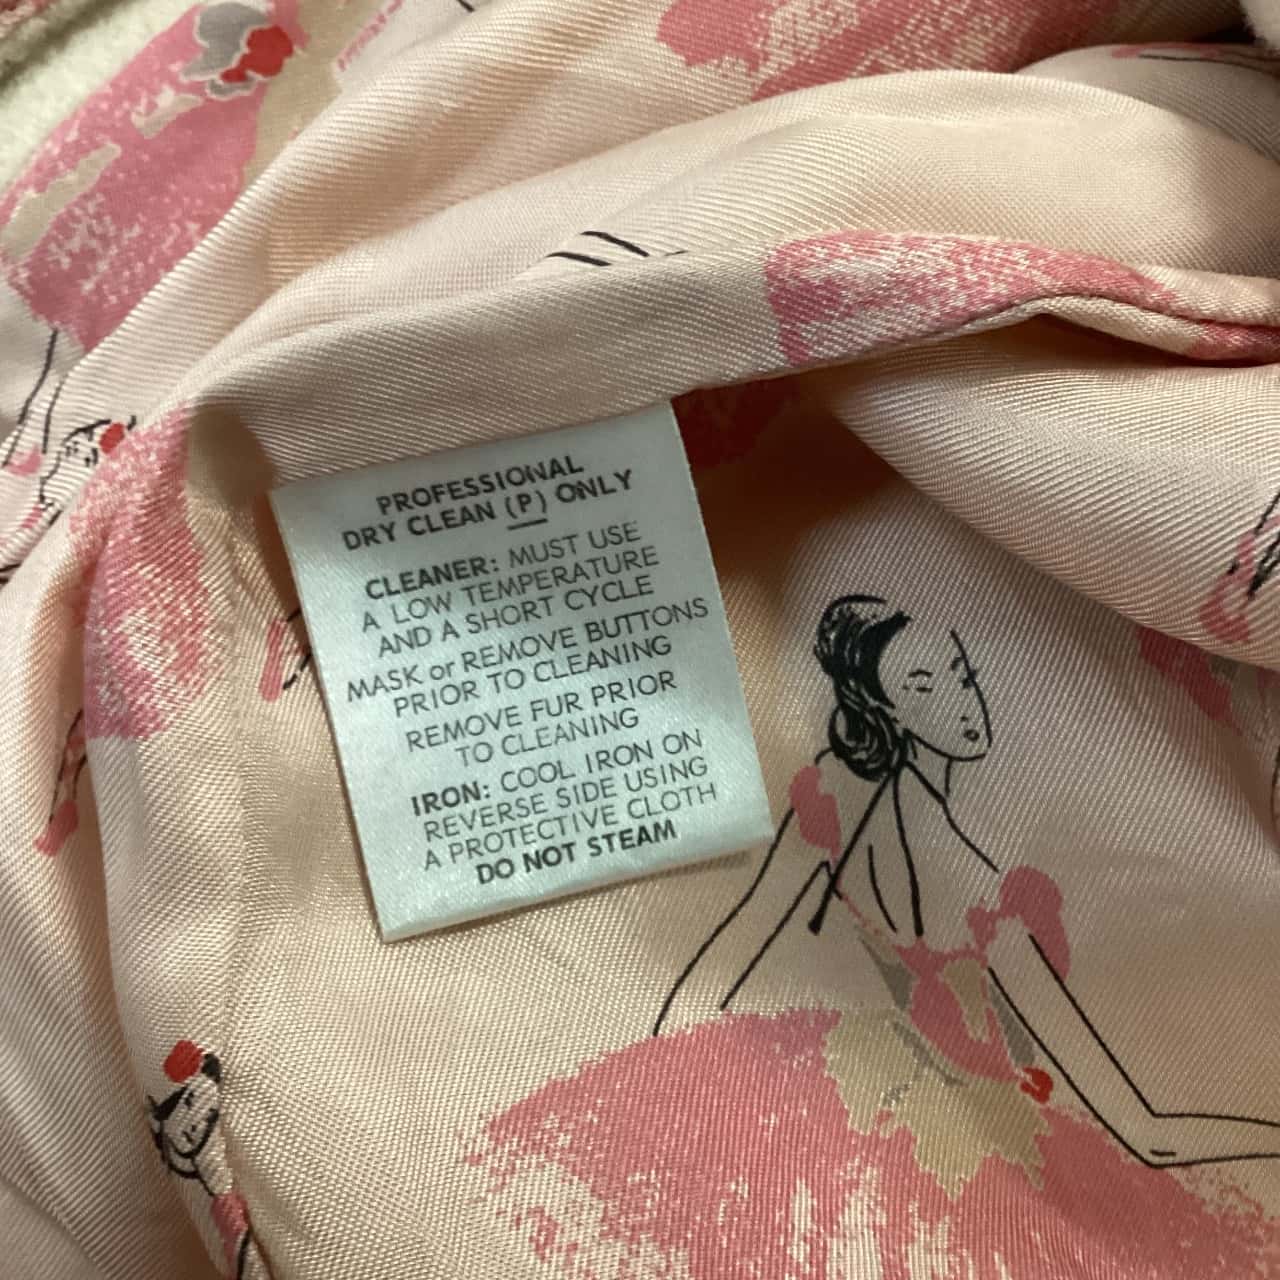 PROFESSIONAL
DRY CLEAN (P) ONLY
CLEANER: MUST USE
A LOW TEMPERATURE
AND A SHORT CYCLE
MASK or REMOVE BUTTONS
PRIOR TO CLEANING
REMOVE FUR PRIOR
TO CLEANING
IRON: COOL IRON ON
REVERSE SIDE USING
A PROTECTIVE CLOTH
DO NOT STEAM